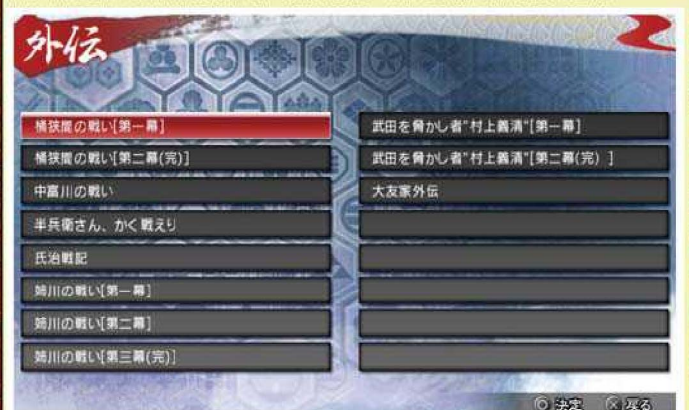 外伝
桶狭間の戦い[第一幕]
桶狭間の戦い[第二幕(完)]
中富川の戦い
半兵衛さん、かく戦えり
氏治戦記
姉川の戦い[第一幕]
姉川の戦い[第二幕]
姉川の戦い[第三幕(完)]
武田を脅かし者"村上義清"[第一幕]
武田を脅かし者"村上義清"[第二幕(完) ]
大友家外伝
決定 戻る